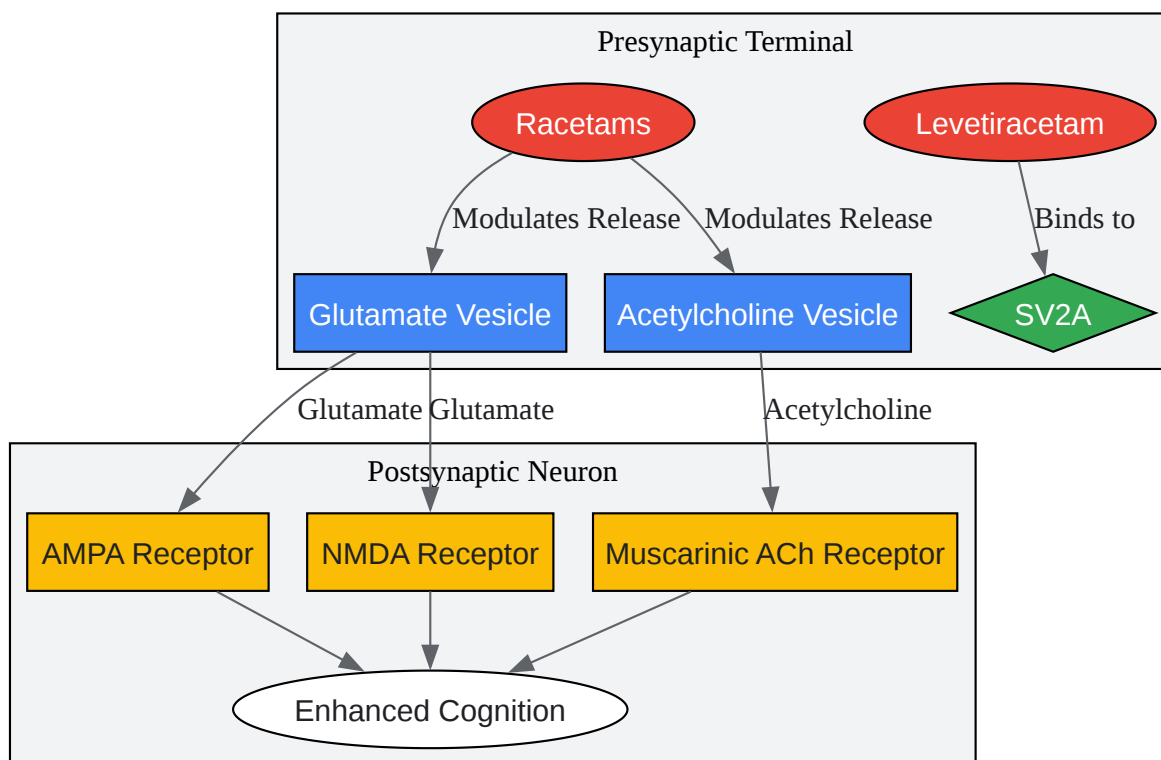 Presynaptic Terminal
Racetams
Levetiracetam
Modulates Release
Modulates Release
Binds to
Glutamate Vesicle
Acetylcholine Vesicle
SV2A
Glutamate
Glutamate
Acetylcholine
Postsynaptic Neuron
AMPA Receptor
NMDA Receptor
Muscarinic ACh Receptor
Enhanced Cognition